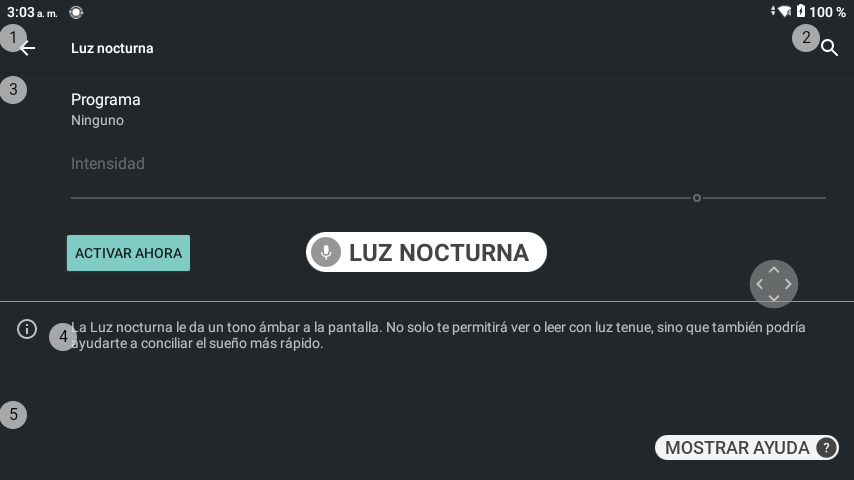 3:03 a. m.
100 %
1
Luz nocturna
2
3
Programa
Ninguno
Intensidad
ACTIVAR AHORA
LUZ NOCTURNA
4
La Luz nocturna le da un tono ámbar a la pantalla. No solo te permitirá ver o leer con luz tenue, sino que también podría
ayudarte a conciliar el sueño más rápido.
5
MOSTRAR AYUDA ?